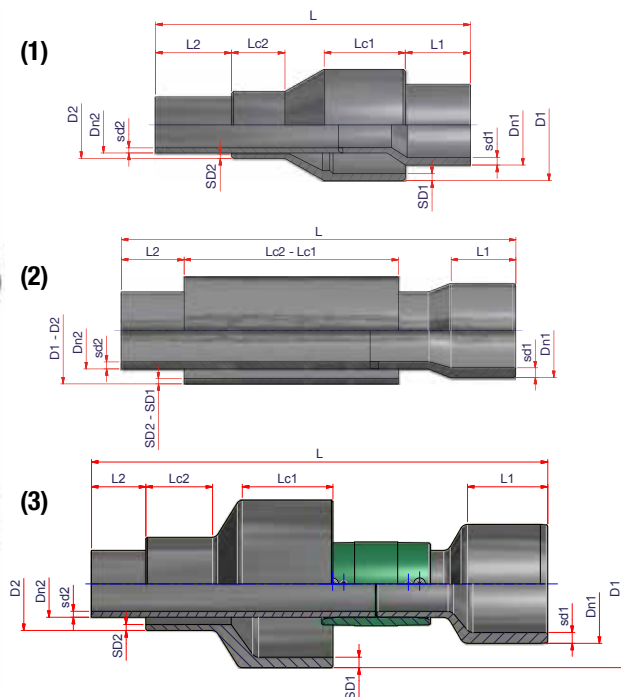 (1)
L
L2 Lc2 Lc1 L1
D2 Dn2 sd2 SD2 SD1 sd1 Dn1 D1
(2)
L
L2 Lc2 - Lc1 L1
D1 - D2 Dn2 sd2 SD2 - SD1 sd1 Dn1
(3)
L
L2 Lc2 Lc1 L1
D2 Dn2 sd2 SD2 SD1 sd1 Dn1 D1